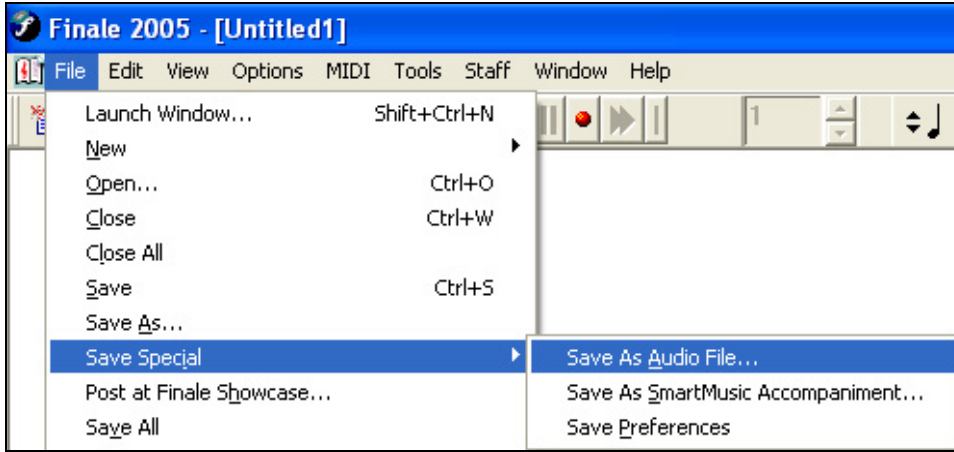 Finale 2005 - [Untitled1]
File Edit View Options MIDI Tools Staff Window Help
1
Launch Window... Shift+Ctrl+N
New
Open... Ctrl+O
Close Ctrl+W
Close All
Save Ctrl+S
Save As...
Save Special
Save As Audio File...
Post at Finale Showcase...
Save As SmartMusic Accompaniment...
Save All
Save Preferences